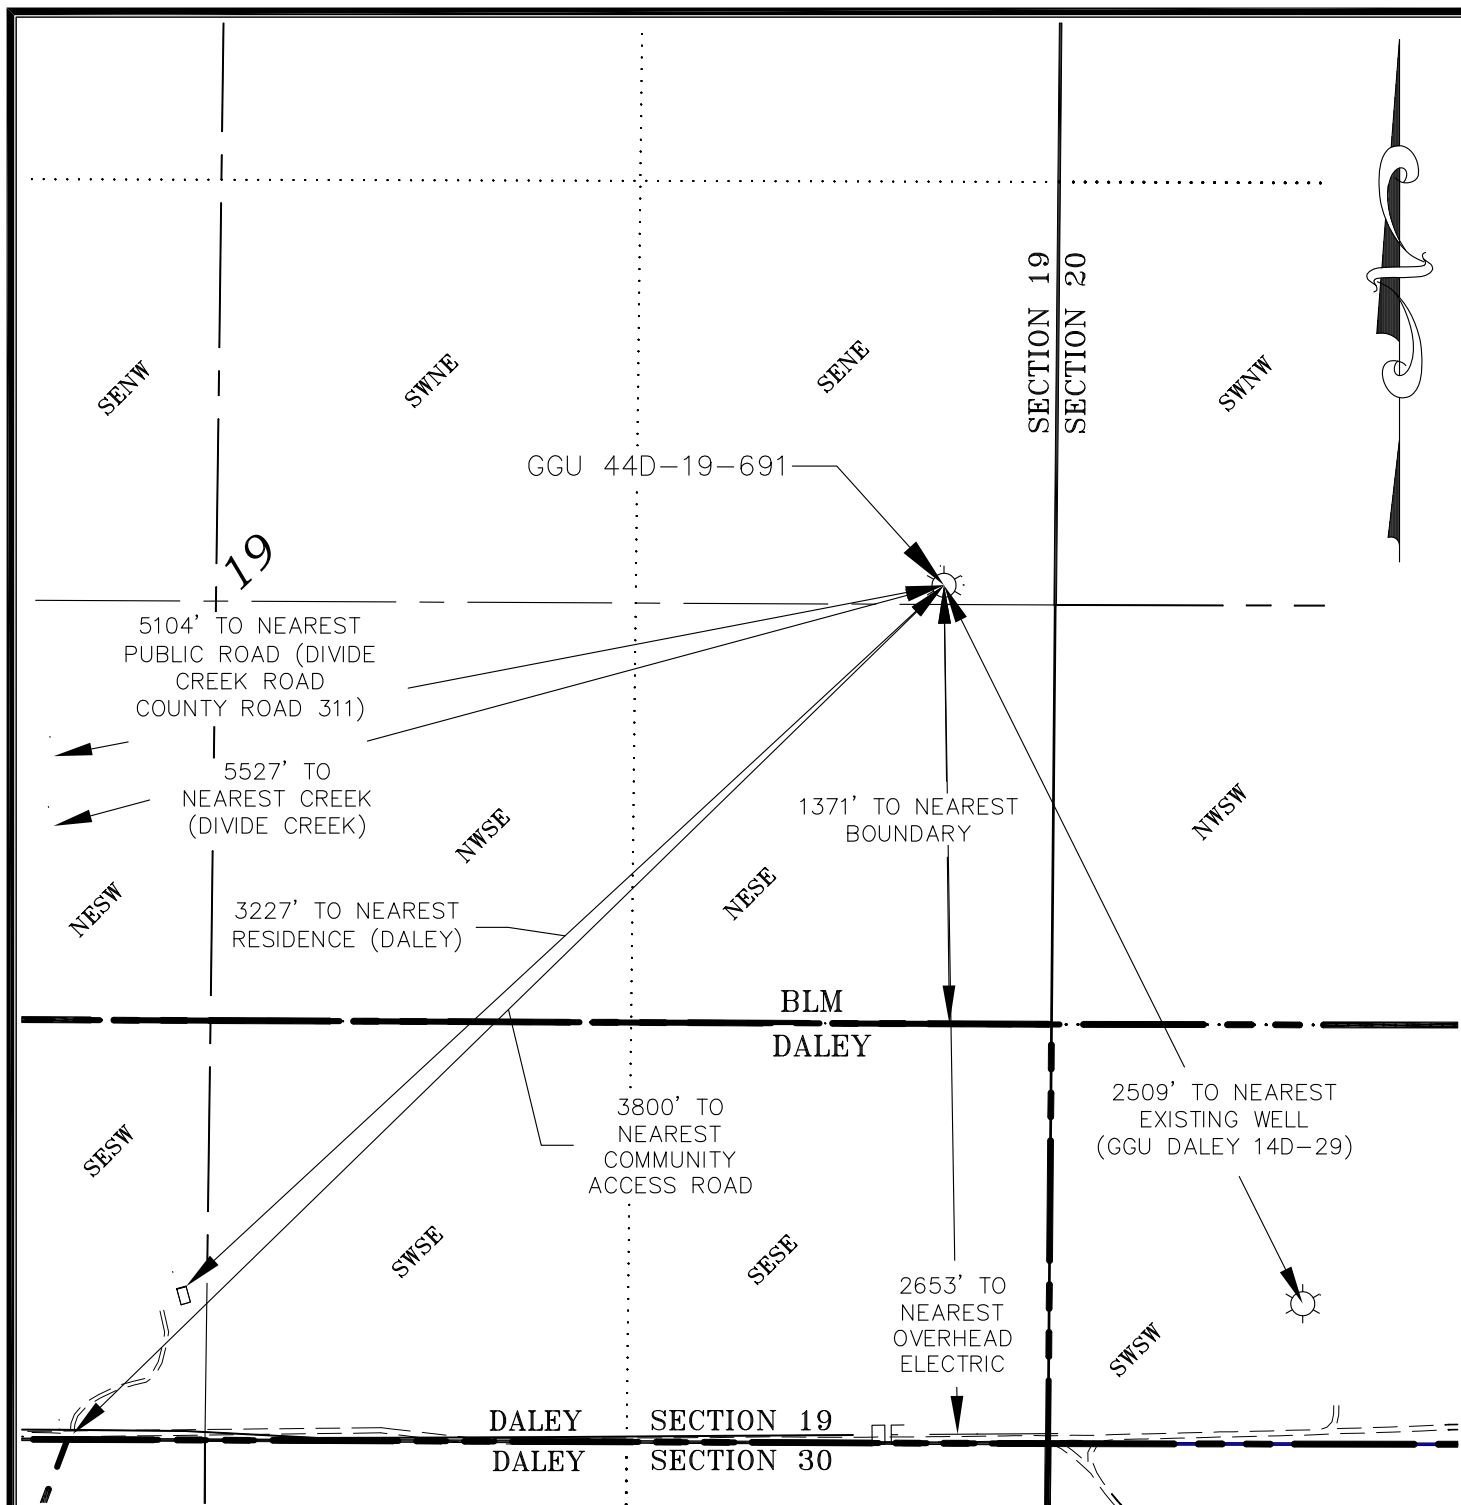 SECTION 19
SECTION 20
SENW
SWNE
SENE
SWNW
GGU 44D-19-691
19
5104' TO NEAREST
PUBLIC ROAD (DIVIDE
CREEK ROAD
COUNTY ROAD 311)
5527' TO
NEAREST CREEK
(DIVIDE CREEK)
1371' TO NEAREST
BOUNDARY
NWSE
NWSW
NESW
NESE
3227' TO NEAREST
RESIDENCE (DALEY)
BLM
DALEY
3800' TO
NEAREST
COMMUNITY
ACCESS ROAD
2509' TO NEAREST
EXISTING WELL
(GGU DALEY 14D-29)
SESW
SWSE
SESE
2653' TO
NEAREST
OVERHEAD
ELECTRIC
SWSW
DALEY SECTION 19
DALEY SECTION 30